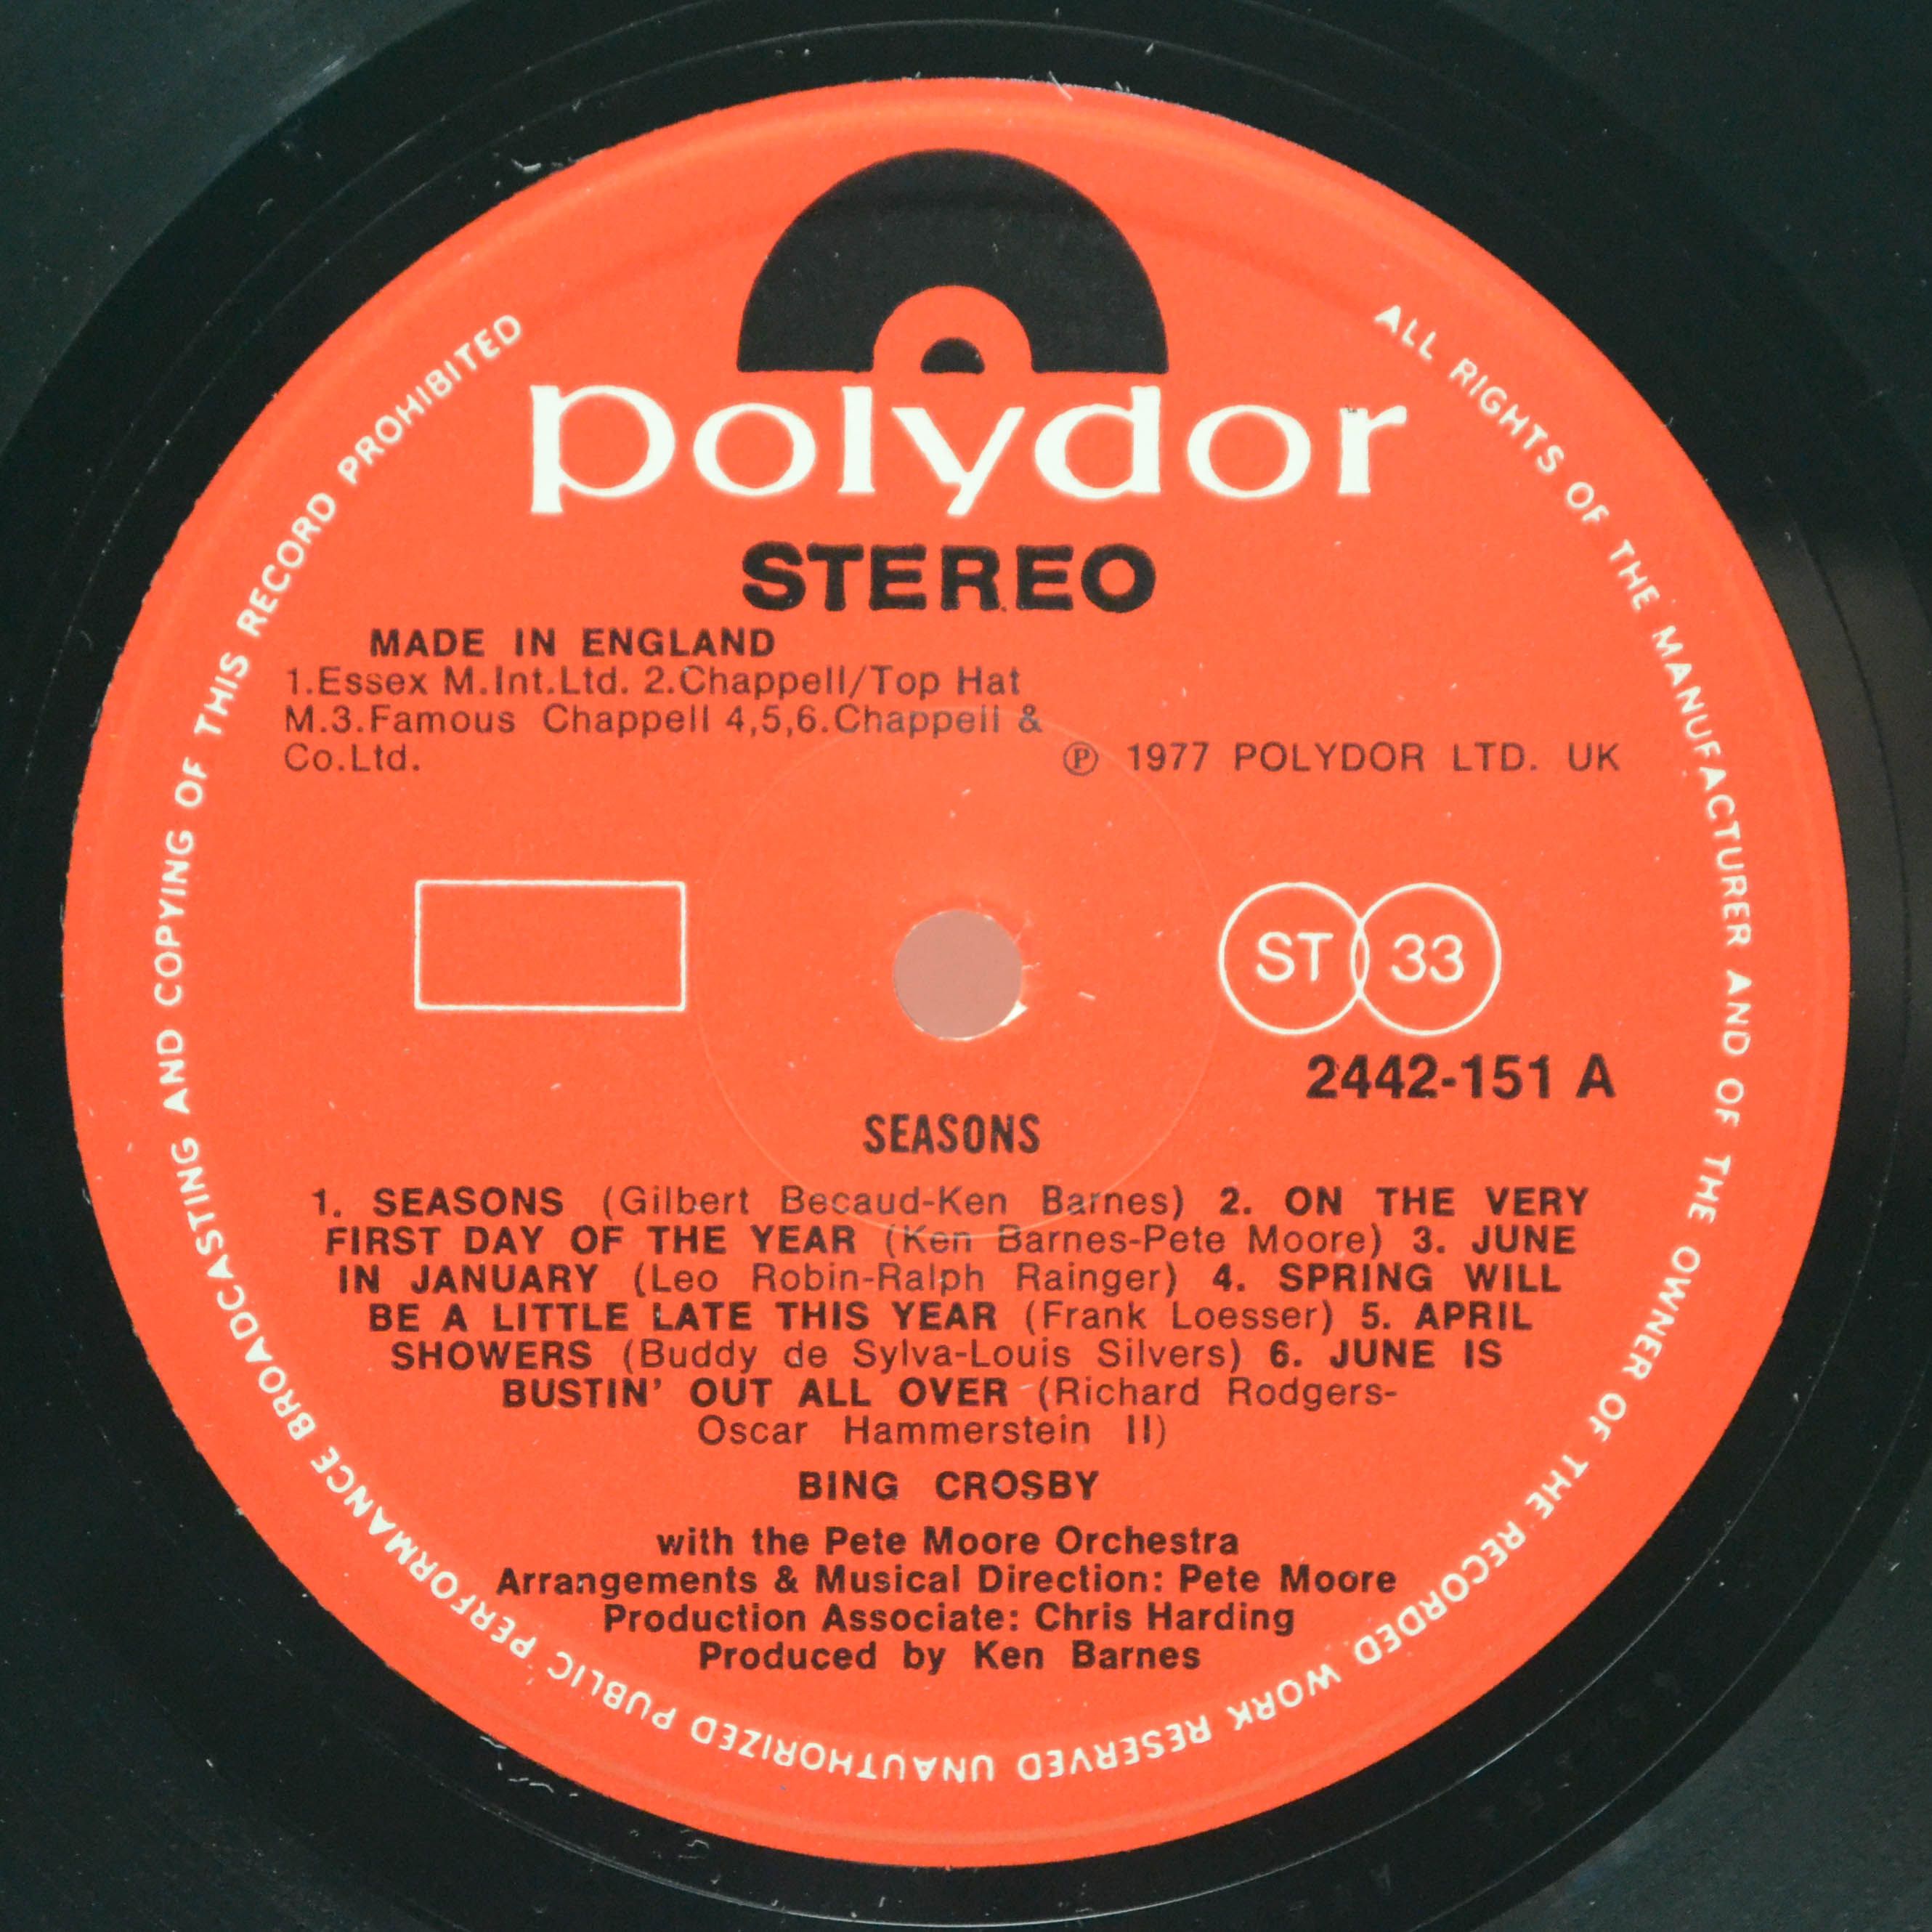 polydor
STEREO
MADE IN ENGLAND
1.Essex M.Int.Ltd. 2.Chappell/Top Hat
M.3.Famous Chappell 4,5,6.Chappell &
Co.Ltd.
Ⓟ 1977 POLYDOR LTD. UK
ST 33
2442-151 A
SEASONS
1. SEASONS (Gilbert Becaud-Ken Barnes) 2. ON THE VERY
FIRST DAY OF THE YEAR (Ken Barnes-Pete Moore) 3. JUNE
IN JANUARY (Leo Robin-Ralph Rainger) 4. SPRING WILL
BE A LITTLE LATE THIS YEAR (Frank Loesser) 5. APRIL
SHOWERS (Buddy de Sylva-Louis Silvers) 6. JUNE IS
BUSTIN' OUT ALL OVER (Richard Rodgers-
Oscar Hammerstein II)
BING CROSBY
with the Pete Moore Orchestra
Arrangements & Musical Direction: Pete Moore
Production Associate: Chris Harding
Produced by Ken Barnes
ALL RIGHTS OF THE MANUFACTURER AND OF THE OWNER OF THE RECORDED WORK RESERVED UNAUTHORIZED PUBLIC PERFORMANCE BROADCASTING AND COPYING OF THIS RECORD PROHIBITED